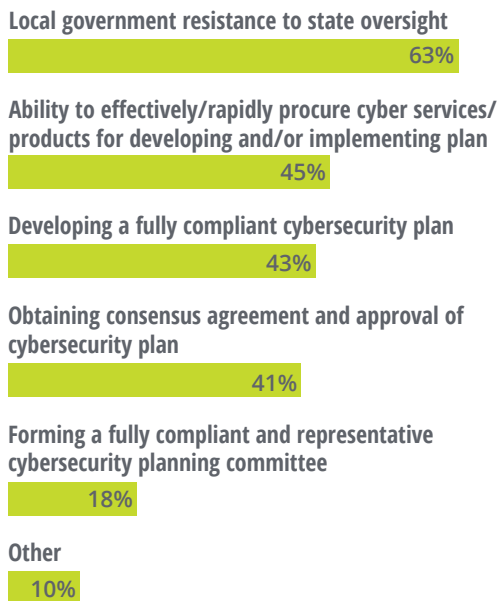 Local government resistance to state oversight
63%
Ability to effectively/rapidly procure cyber services/
products for developing and/or implementing plan
45%
Developing a fully compliant cybersecurity plan
43%
Obtaining consensus agreement and approval of
cybersecurity plan
41%
Forming a fully compliant and representative
cybersecurity planning committee
18%
Other
10%